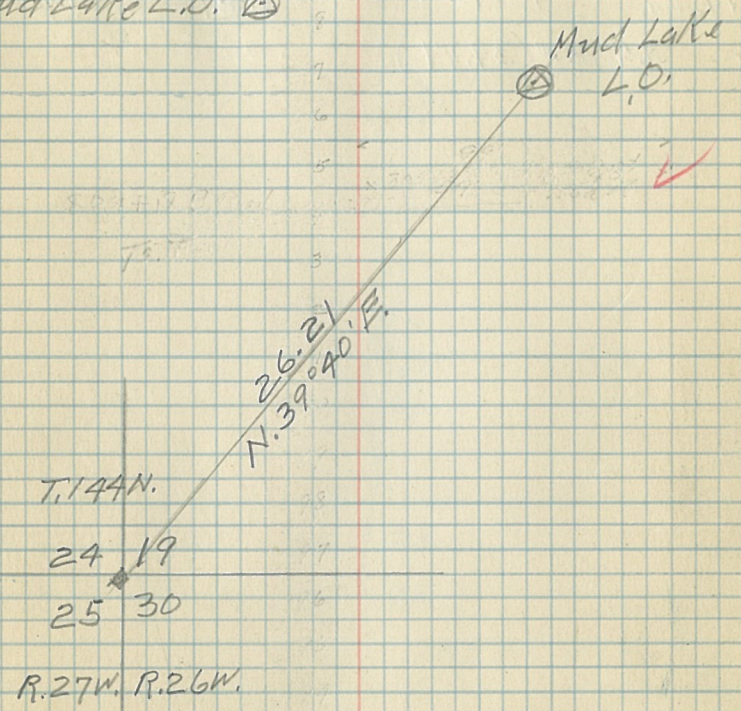 Mud Lake L.O.
Mud Lake
L.O.
26.21
N.39°40'E.
T.144N.
24 19
25 30
R.27W. R.26W.